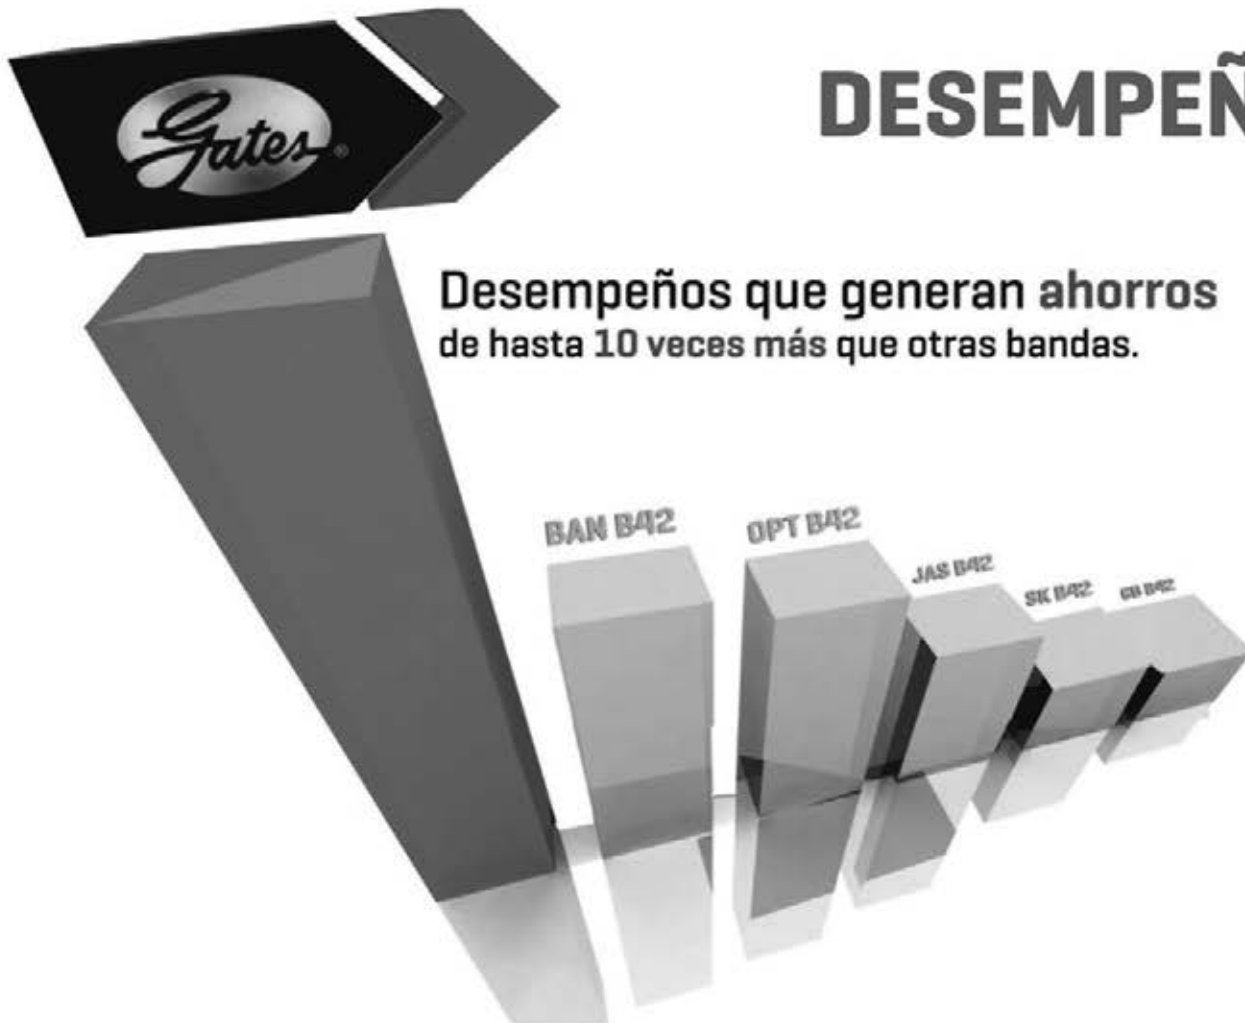 Gates®
DESEMPEÑ
Desempeños que generan ahorros
de hasta 10 veces más que otras bandas.
BAN B42
OPT B42
JAS B42
SK B42
GB B42